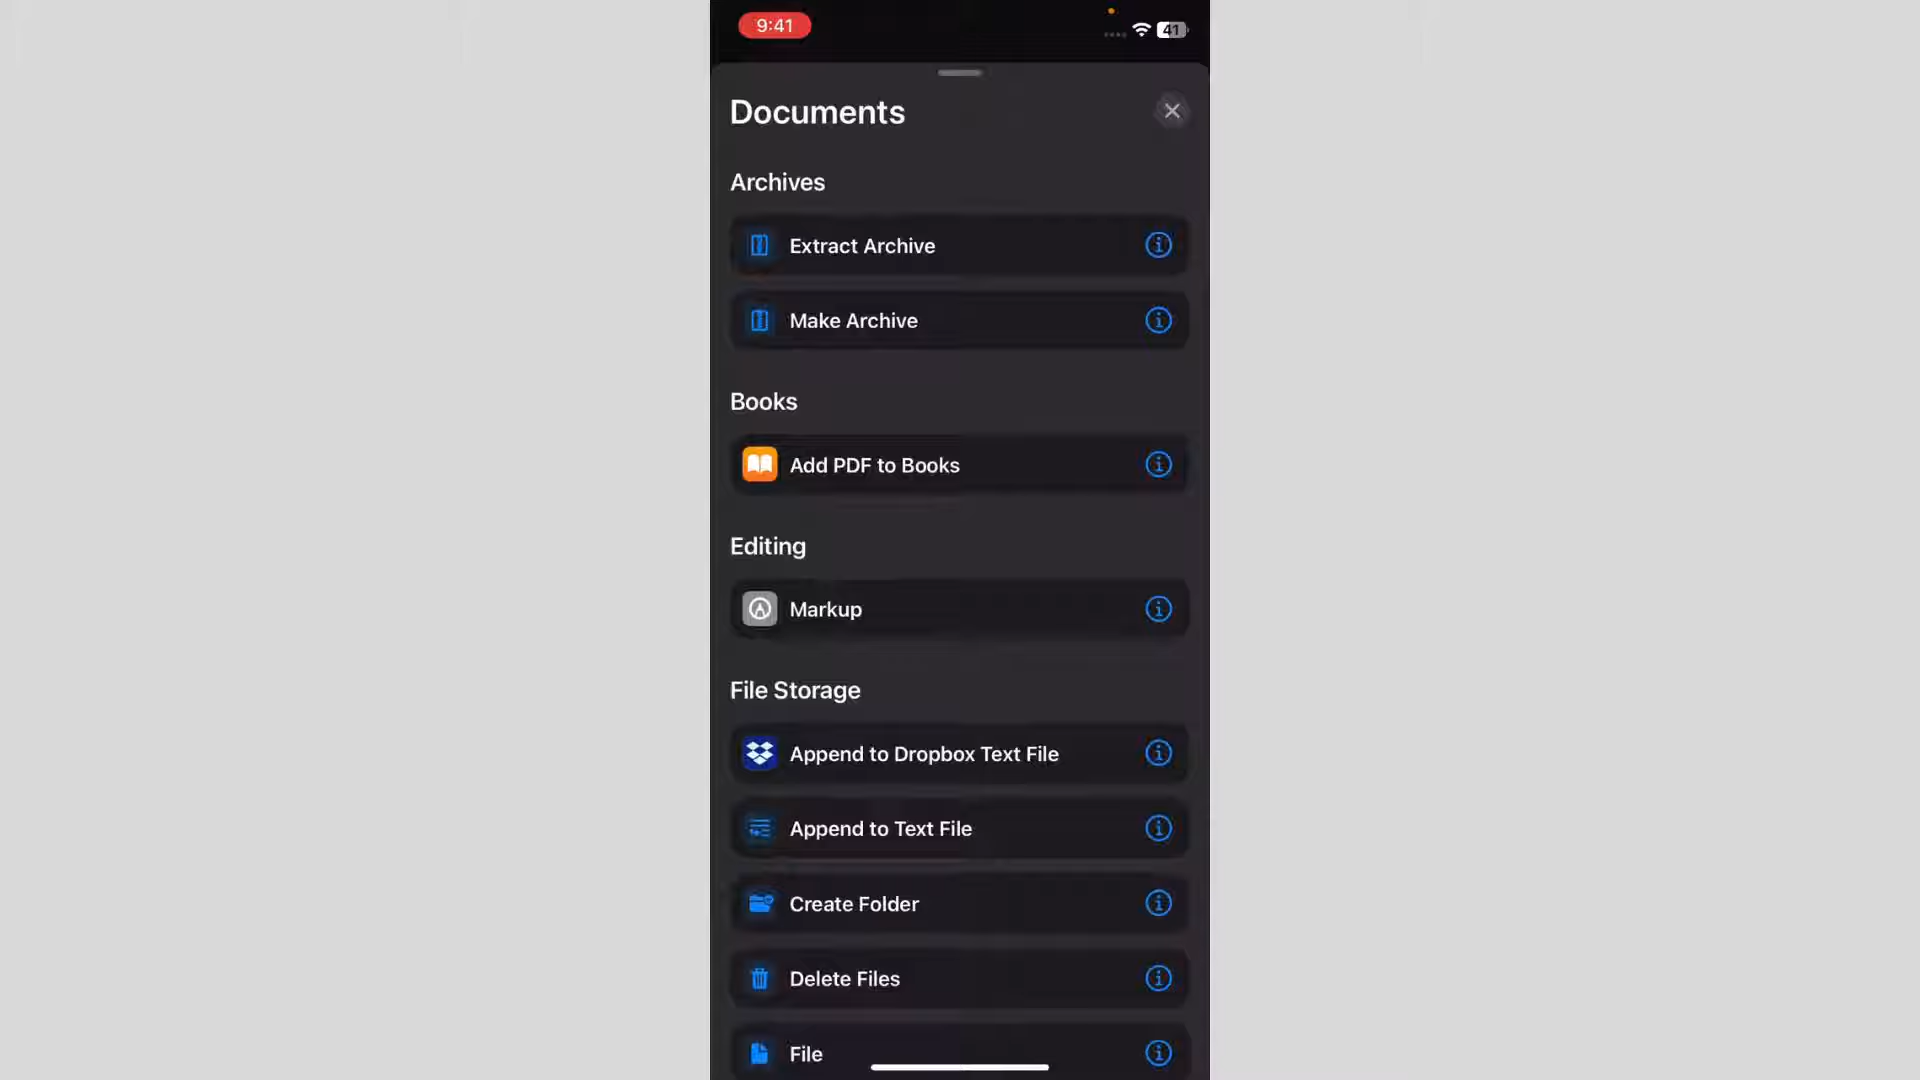 9:41
41
Documents
Archives
Extract Archive
Make Archive
Books
Add PDF to Books
Editing
Markup
File Storage
Append to Dropbox Text File
Append to Text File
Create Folder
Delete Files
File